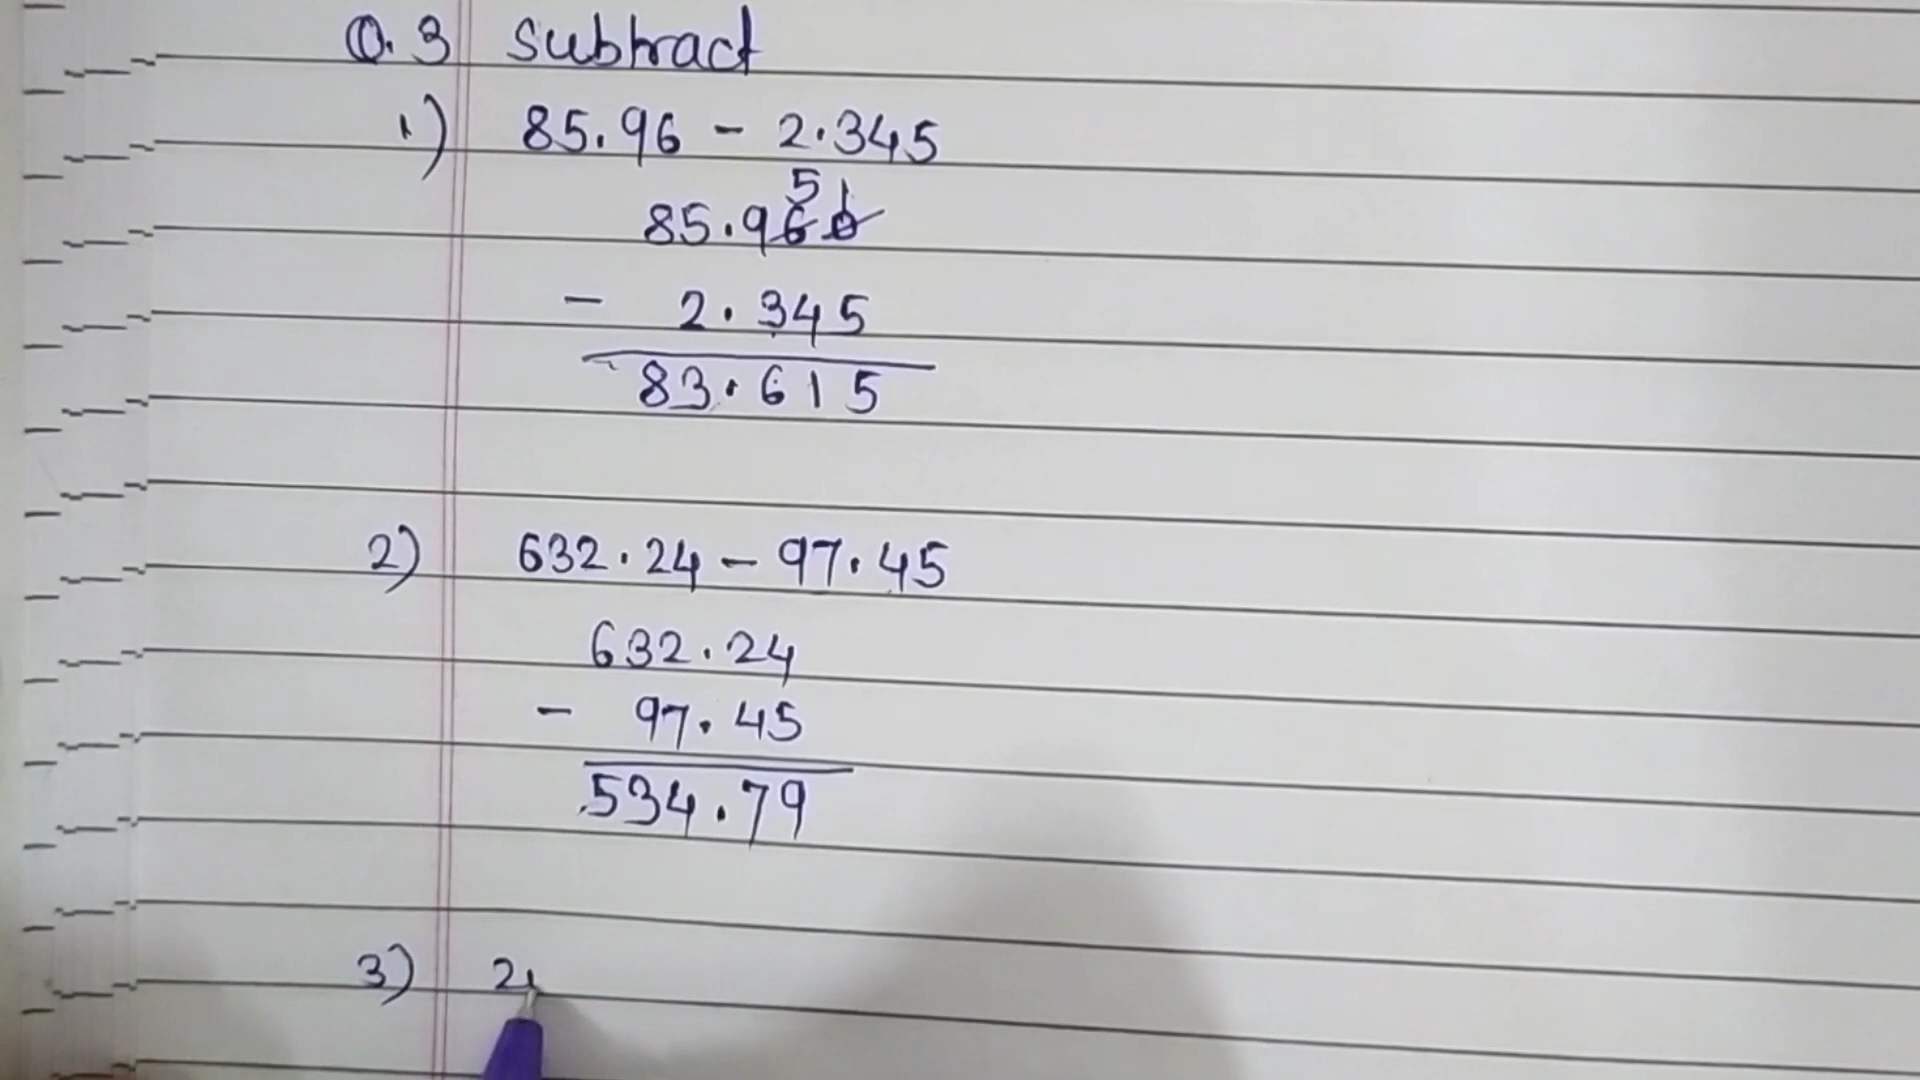 Q.3 Subtract
1) 85.96 - 2.345
5 1
85.960
- 2.345
83.615
2) 632.24 - 97.45
632.24
- 97.45
534.79
3) 2